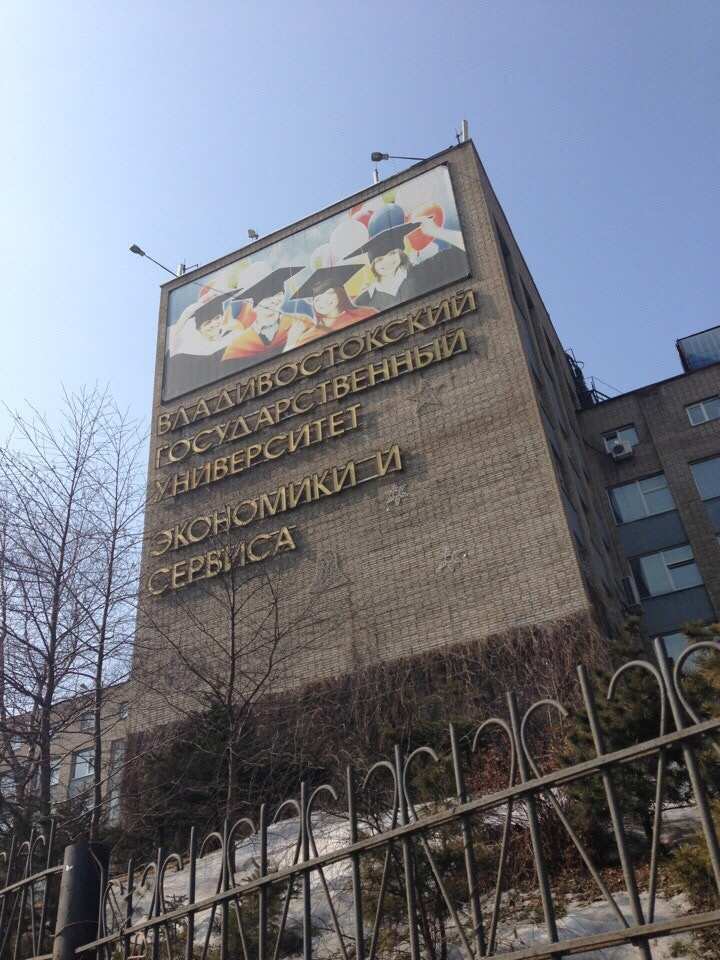 ВЛАДИВОСТОКСКИЙ
ГОСУДАРСТВЕННЫЙ
УНИВЕРСИТЕТ
ЭКОНОМИКИ И
СЕРВИСА